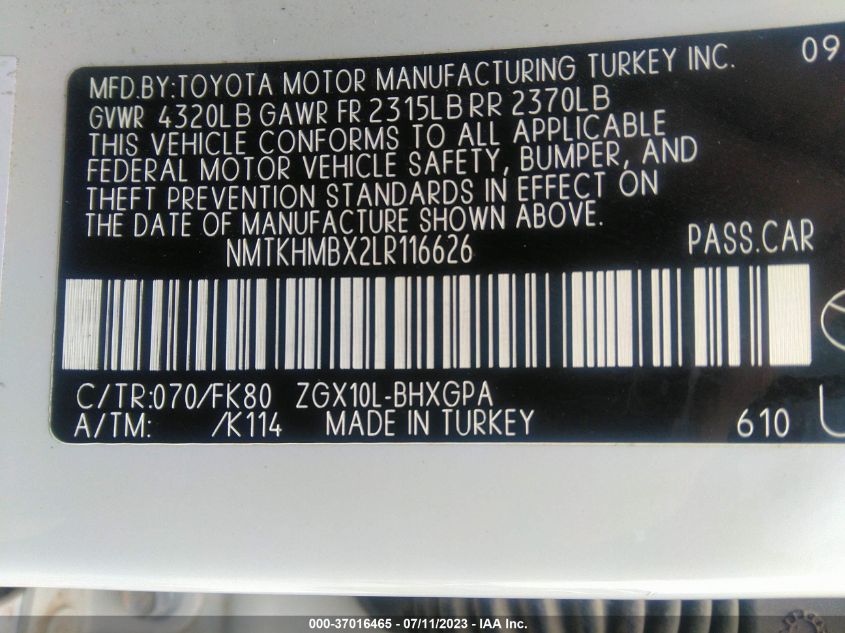 MFD.BY:TOYOTA MOTOR MANUFACTURING TURKEY INC. 09
GVWR 4320LB GAWR FR 2315LB RR 2370LB
THIS VEHICLE CONFORMS TO ALL APPLICABLE
FEDERAL MOTOR VEHICLE SAFETY, BUMPER, AND
THEFT PREVENTION STANDARDS IN EFFECT ON
THE DATE OF MANUFACTURE SHOWN ABOVE.
NMTKHMBX2LR116626 PASS.CAR
C/TR:070/FK80 ZGX10L-BHXGPA
A/TM: /K114 MADE IN TURKEY 610
000-37016465 - 07/11/2023 - IAA Inc.